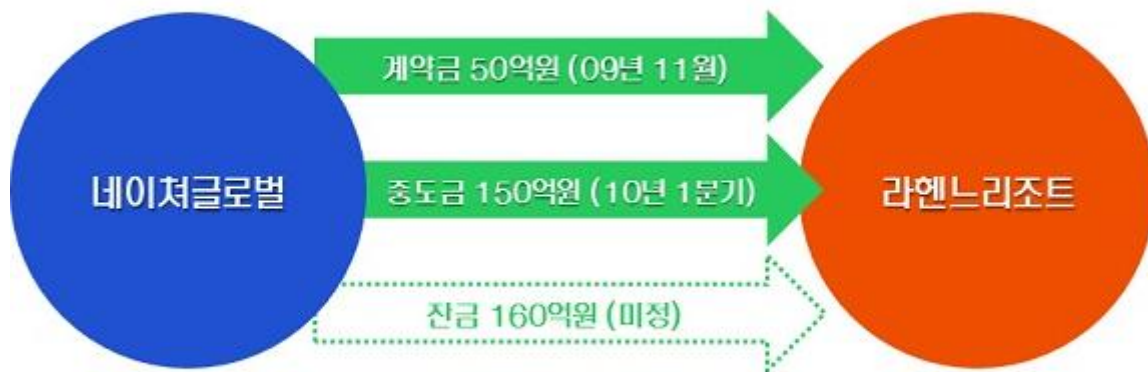 계약금 50억원 (09년 11월)
네이쳐글로벌
중도금 150억원 (10년 1분기)
라헨느리조트
잔금 160억원 (미정)